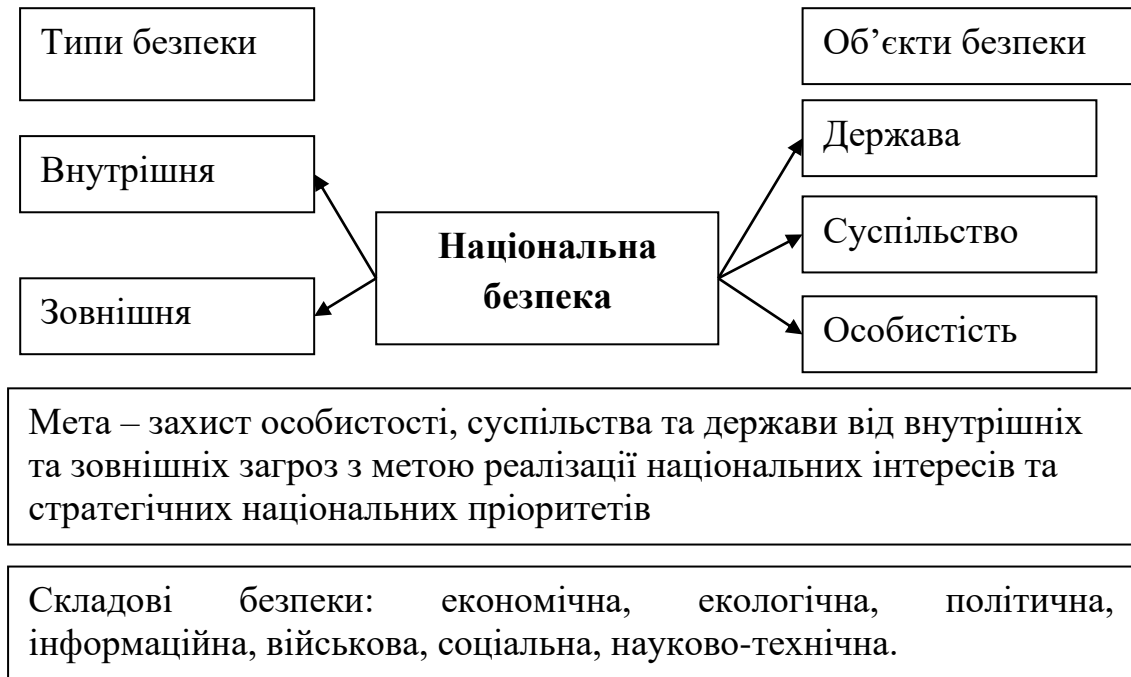 Типи безпеки
Об’єкти безпеки
Внутрішня
Держава
Національна
безпека
Суспільство
Зовнішня
Особистість
Мета – захист особистості, суспільства та держави від внутрішніх
та зовнішніх загроз з метою реалізації національних інтересів та
стратегічних національних пріоритетів
Складові безпеки: економічна, екологічна, політична,
інформаційна, військова, соціальна, науково-технічна.